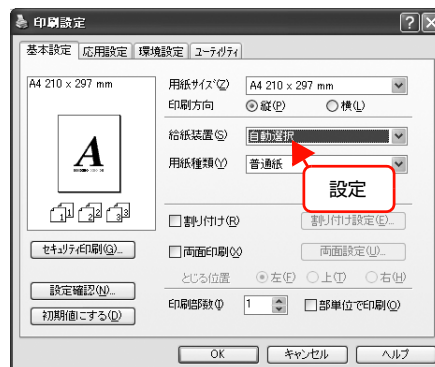 印刷設定
基本設定 応用設定 環境設定 ユーティリティ
A4 210 x 297 mm
用紙サイズ(Z) A4 210 x 297 mm
印刷方向 縦(P) 横(L)
給紙装置(S) 自動選択
用紙種類(Y) 普通紙
設定
A
1 1 2 2 3 3
割り付け(R) 割り付け設定(E)...
セキュリティ印刷(G)... 両面印刷(X) 両面設定(U)...
とじる位置 左(F) 上(T) 右(H)
設定確認(N)...
印刷部数(I) 1 部単位で印刷(O)
初期値にする(D)
OK キャンセル ヘルプ